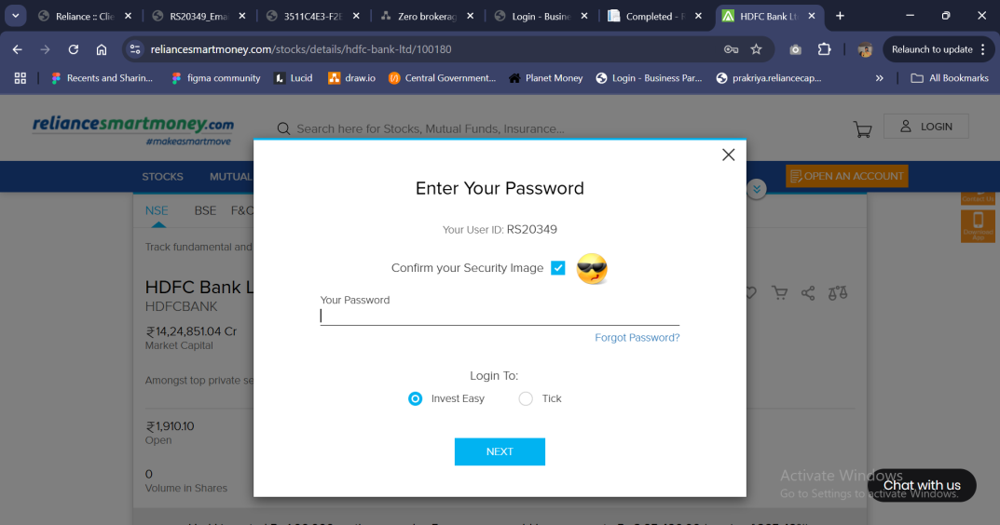 Reliance :: Clie
RS20349_Ema
3511C4E3-F2E
Zero brokerag
Login - Busine
Completed - R
HDFC Bank Lt
reliancesmartmoney.com/stocks/details/hdfc-bank-ltd/100180
Relaunch to update
Recents and Sharin...
figma community
Lucid
draw.io
Central Government...
Planet Money
Login - Business Par...
prakriya.reliancecap...
»
All Bookmarks
reliancesmartmoney.com
#makeasmartmove
Search here for Stocks, Mutual Funds, Insurance...
LOGIN
STOCKS
MUTUAL
OPEN AN ACCOUNT
NSE
BSE
F&O
Contact Us
Download App
Track fundamental and
HDFC Bank L
HDFCBANK
₹14,24,851.04 Cr
Market Capital
Amongst top private se
₹1,910.10
Open
0
Volume in Shares
Enter Your Password
Your User ID: RS20349
Confirm your Security Image
Your Password
Forgot Password?
Login To:
Invest Easy
Tick
NEXT
Activate Windows
Go to Settings to activate Windows.
Chat with us